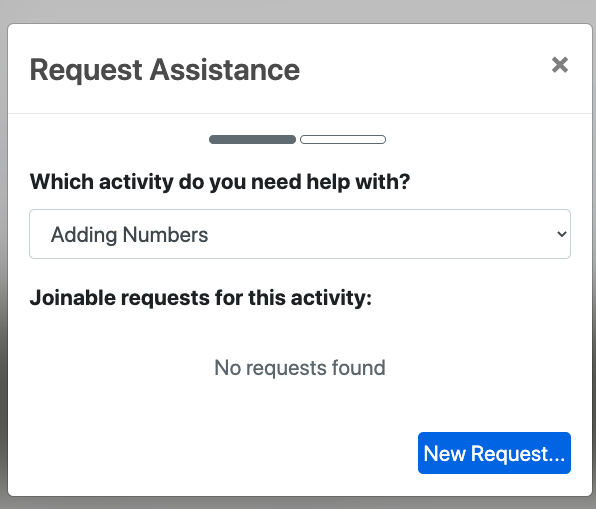 Request Assistance
×
Which activity do you need help with?
Adding Numbers
Joinable requests for this activity:
No requests found
New Request...